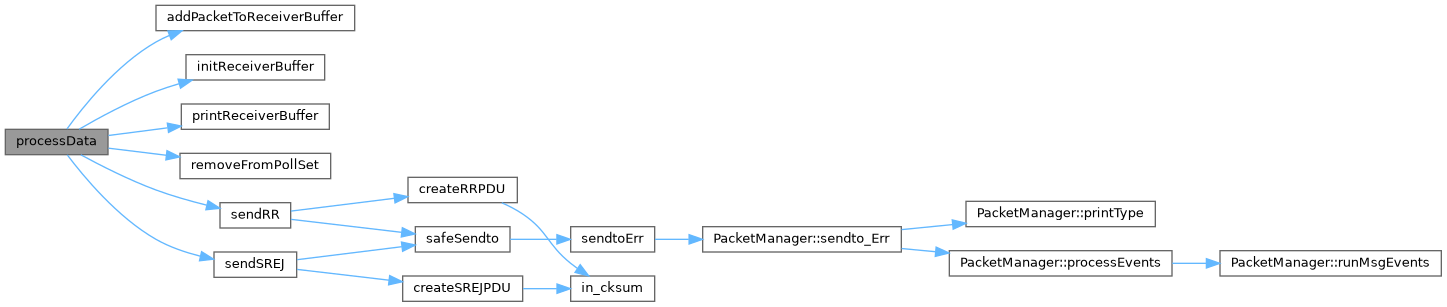 processData
addPacketToReceiverBuffer
initReceiverBuffer
printReceiverBuffer
removeFromPollSet
sendRR
sendSREJ
createRRPDU
safeSendto
createSREJPDU
sendtoErr
in_cksum
PacketManager::sendto_Err
PacketManager::printType
PacketManager::processEvents
PacketManager::runMsgEvents